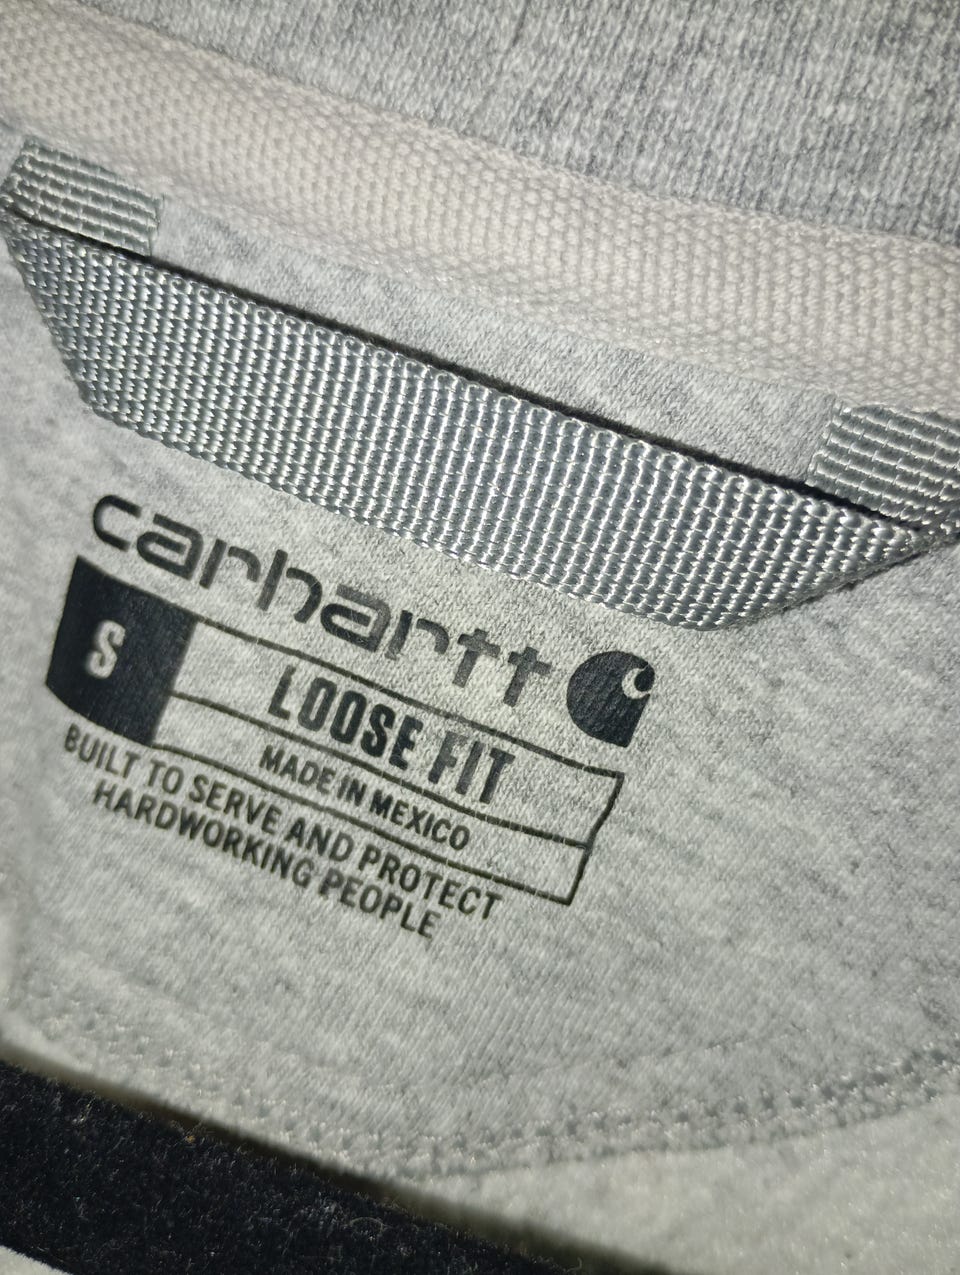 carhartt
S
LOOSE FIT
MADE IN MEXICO
BUILT TO SERVE AND PROTECT
HARDWORKING PEOPLE